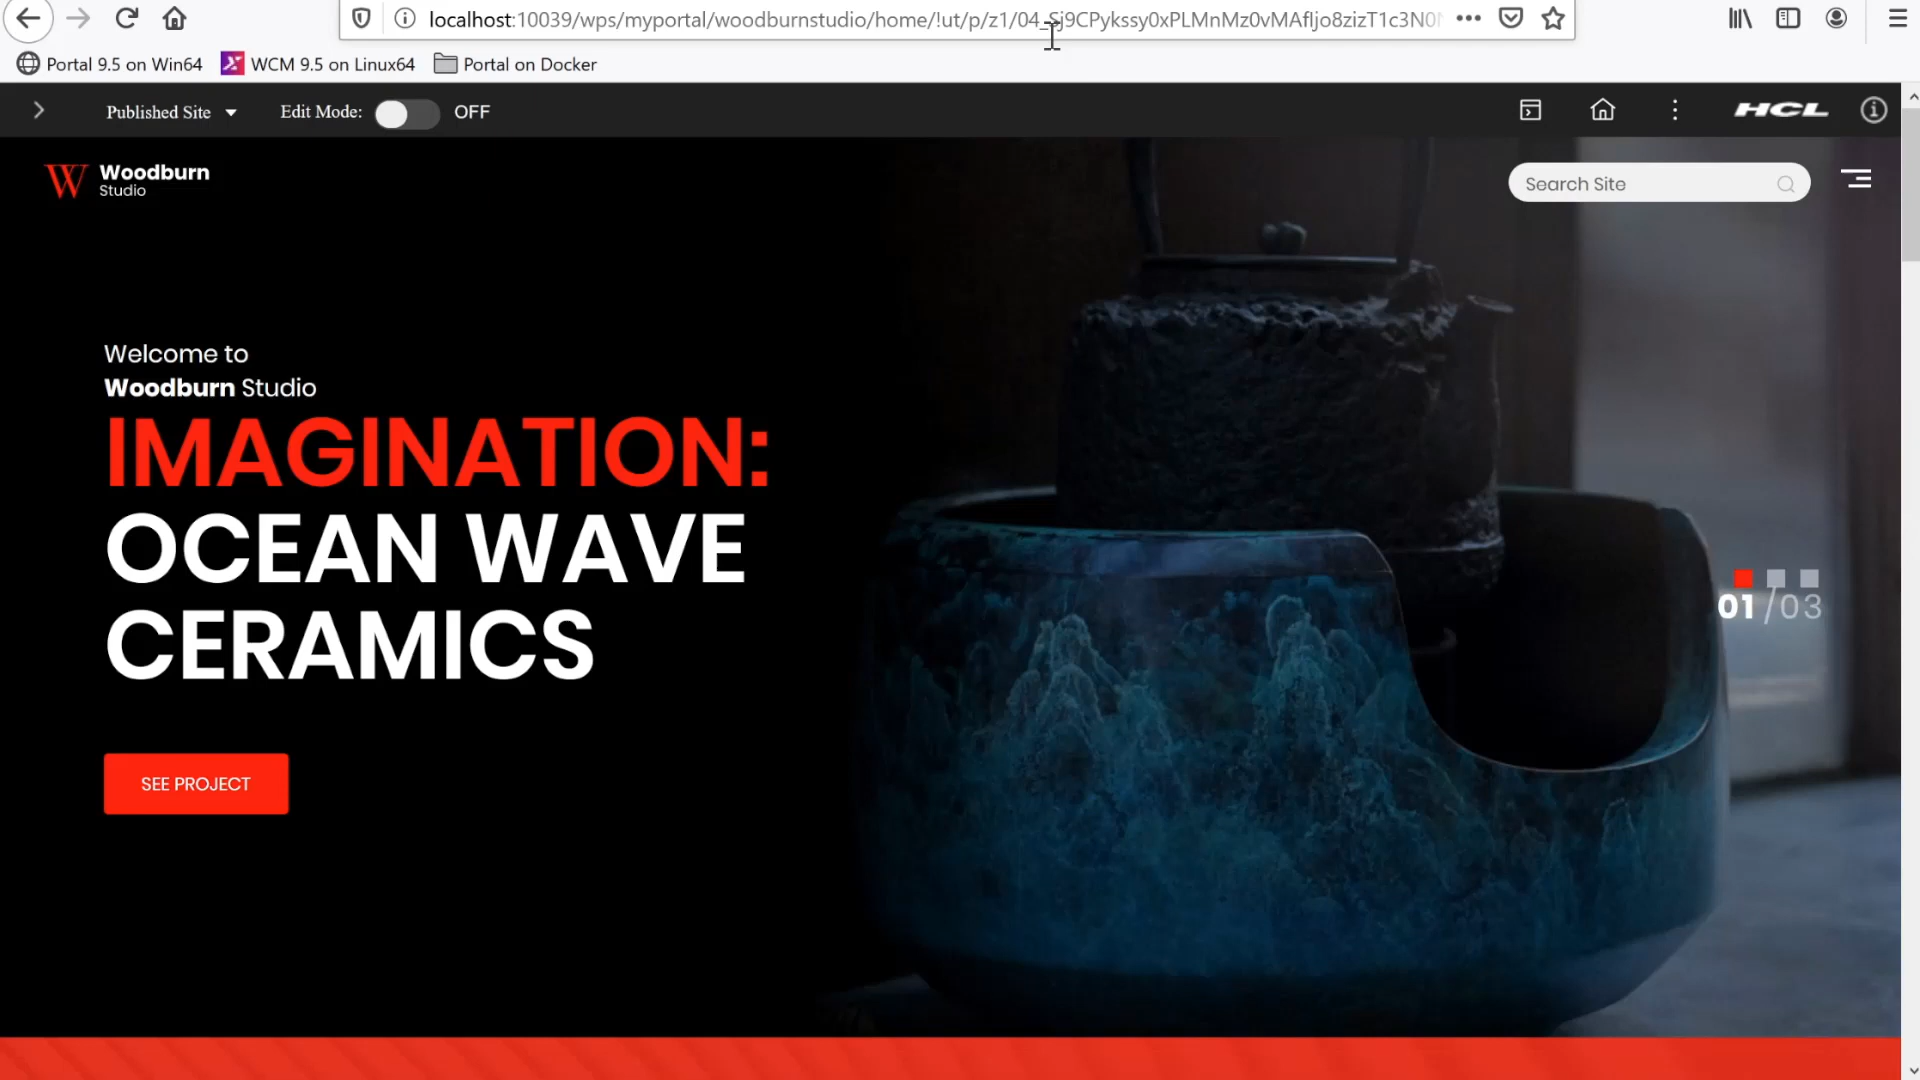 localhost:10039/wps/myportal/woodburnstudio/home/!ut/p/z1/04_Sj9CPykssy0xPLMnMz0vMAfIjo8zizT1c3N0
Portal 9.5 on Win64 WCM 9.5 on Linux64 Portal on Docker
Published Site Edit Mode: OFF HCL
W Woodburn
Studio
Search Site
Welcome to
Woodburn Studio
IMAGINATION:
OCEAN WAVE
CERAMICS
01 /03
SEE PROJECT